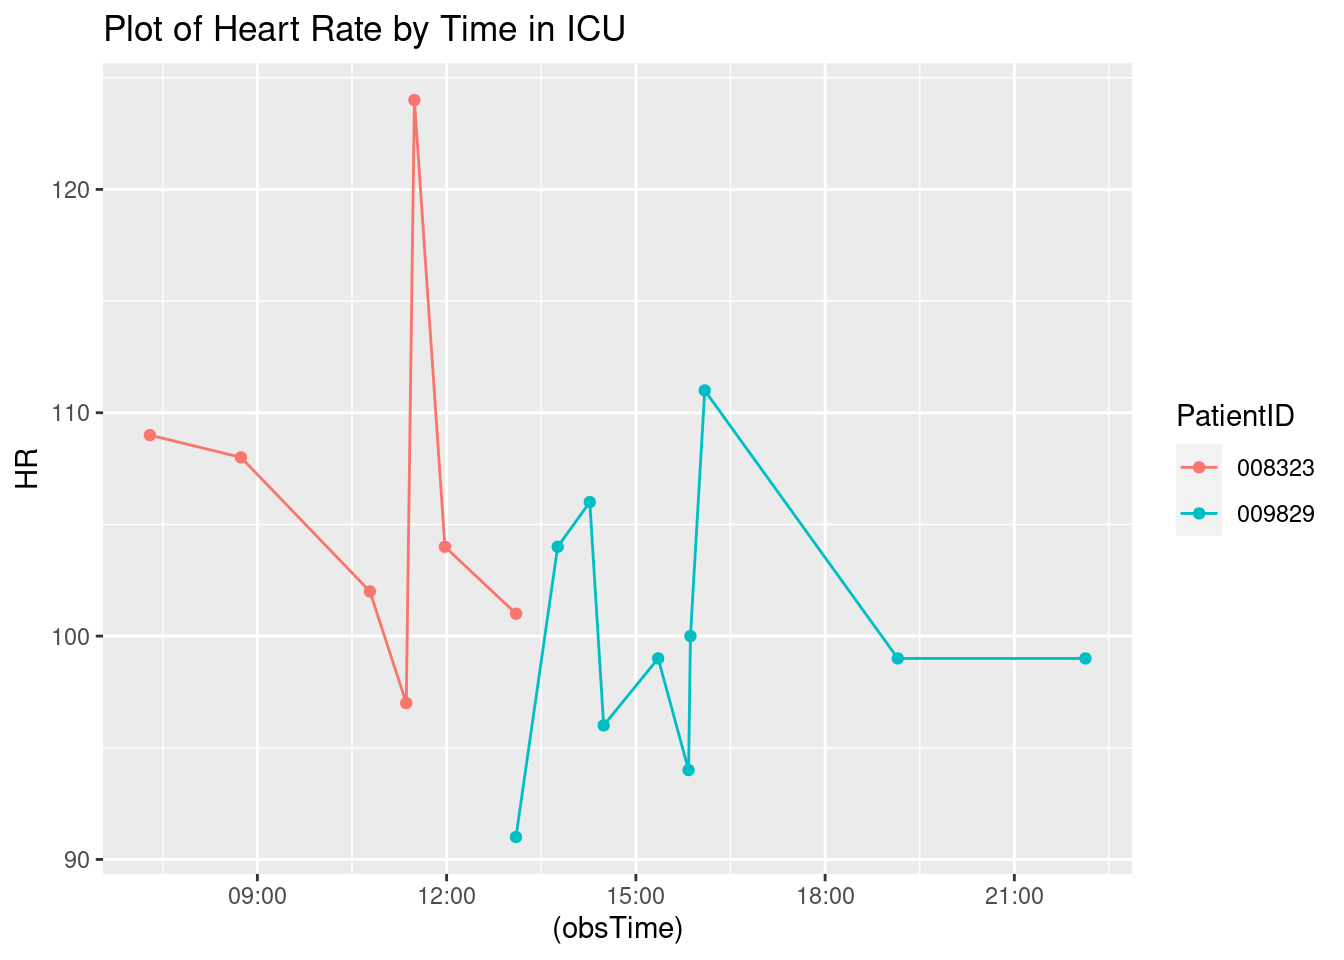 Plot of Heart Rate by Time in ICU
120
110
100
90
HR
09:00 12:00 15:00 18:00 21:00
(obsTime)
PatientID
008323
009829